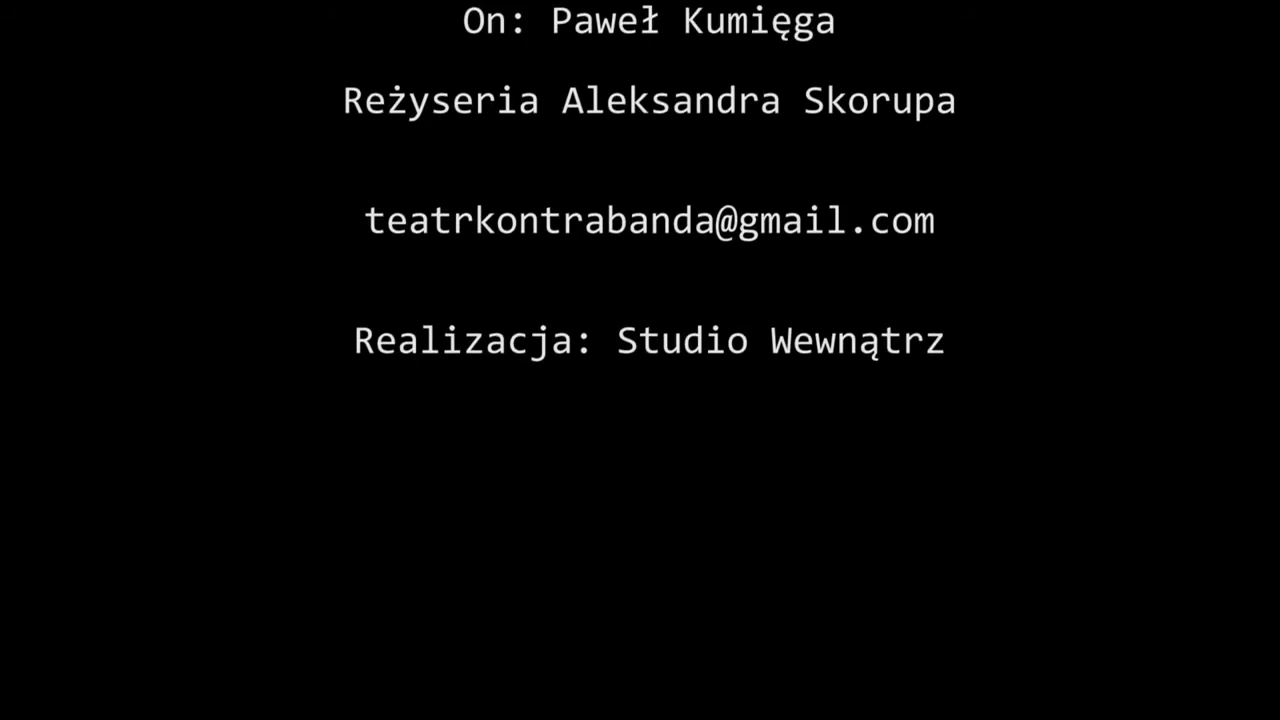 On: Paweł Kumięga
Reżyseria Aleksandra Skorupa
teatrkontrabanda@gmail.com
Realizacja: Studio Wewnątrz